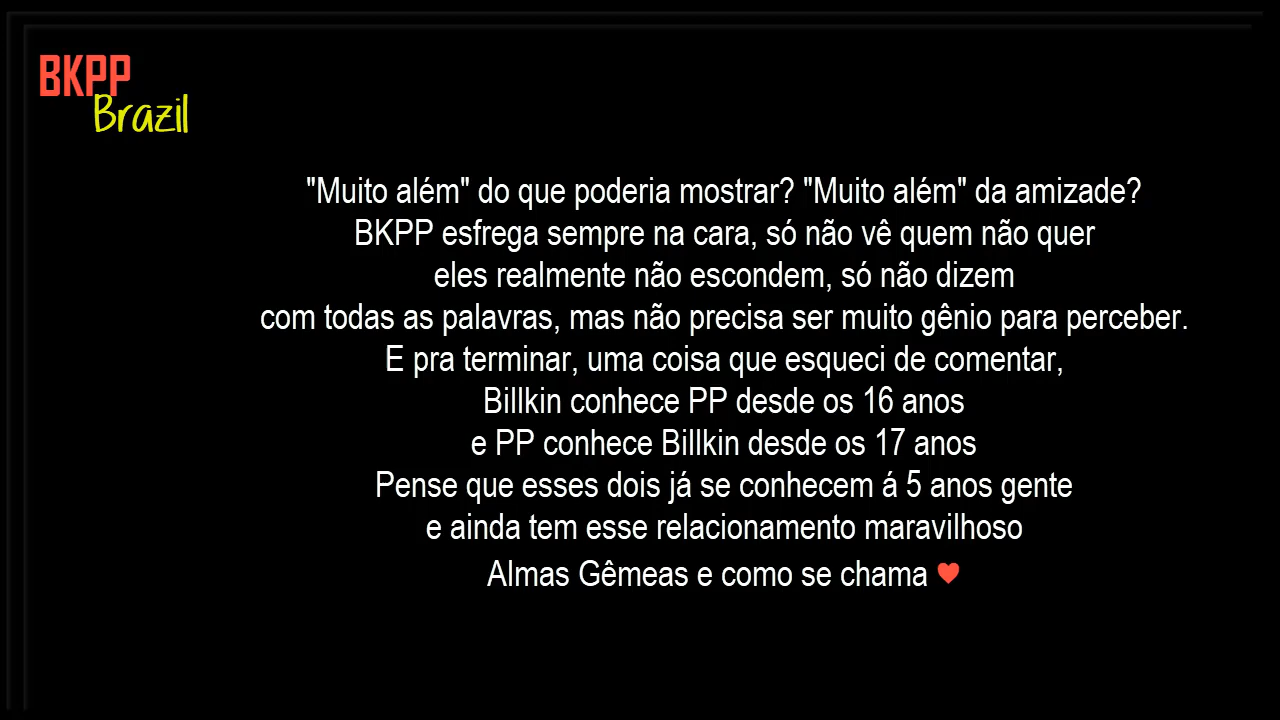 BKPP
Brazil
"Muito além" do que poderia mostrar? "Muito além" da amizade?
BKPP esfrega sempre na cara, só não vê quem não quer
eles realmente não escondem, só não dizem
com todas as palavras, mas não precisa ser muito gênio para perceber.
E pra terminar, uma coisa que esqueci de comentar,
Billkin conhece PP desde os 16 anos
e PP conhece Billkin desde os 17 anos
Pense que esses dois já se conhecem á 5 anos gente
e ainda tem esse relacionamento maravilhoso
Almas Gêmeas e como se chama ♥